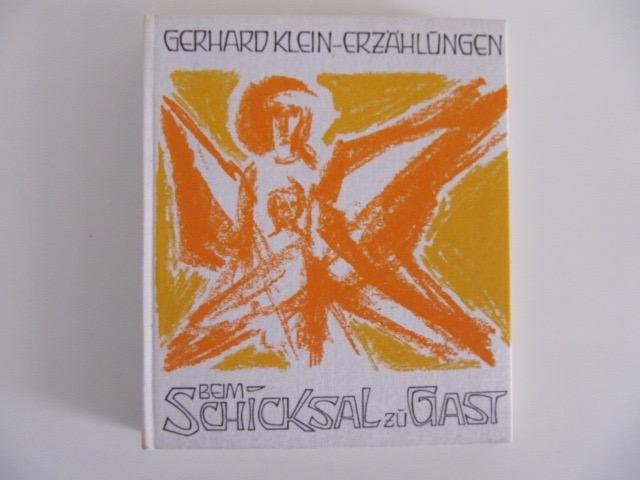 GERHARD KLEIN-ERZÄHLUNGEN
BEIM
SCHICKSAL ZU GAST